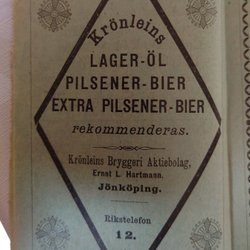 Krönleins
LAGER-ÖL
PILSENER-BIER
EXTRA PILSENER-BIER
rekommenderas.
Krönleins Bryggeri Aktiebolag,
Ernst L. Hartmann.
Jönköping.
Rikstelefon
12.